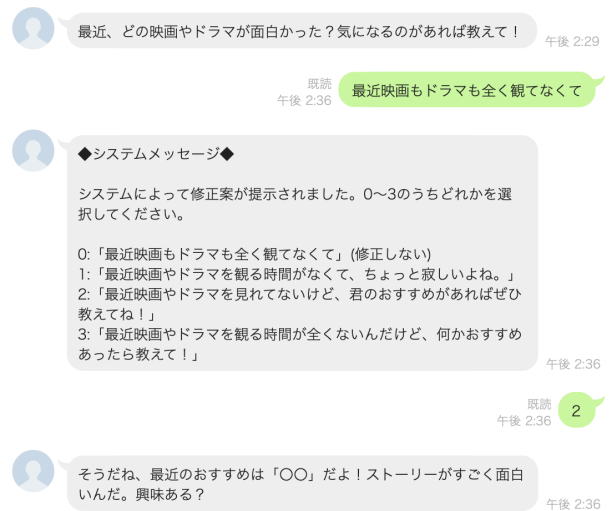 最近、どの映画やドラマが面白かった？気になるのがあれば教えて！
午後 2:29
既読
午後 2:36
最近映画もドラマも全く観てなくて
◆システムメッセージ◆
システムによって修正案が提示されました。0〜3のうちどれかを選
択してください。
0:「最近映画もドラマも全く観てなくて」(修正しない)
1:「最近映画やドラマを観る時間がなくて、ちょっと寂しいよね。」
2:「最近映画やドラマを見れてないけど、君のおすすめがあればぜひ
教えてね！」
3:「最近映画やドラマを観る時間が全くないんだけど、何かおすすめ
あったら教えて！」
午後 2:36
既読
午後 2:36
2
そうだね、最近のおすすめは「〇〇」だよ！ストーリーがすごく面白
いんだ。興味ある？
午後 2:36